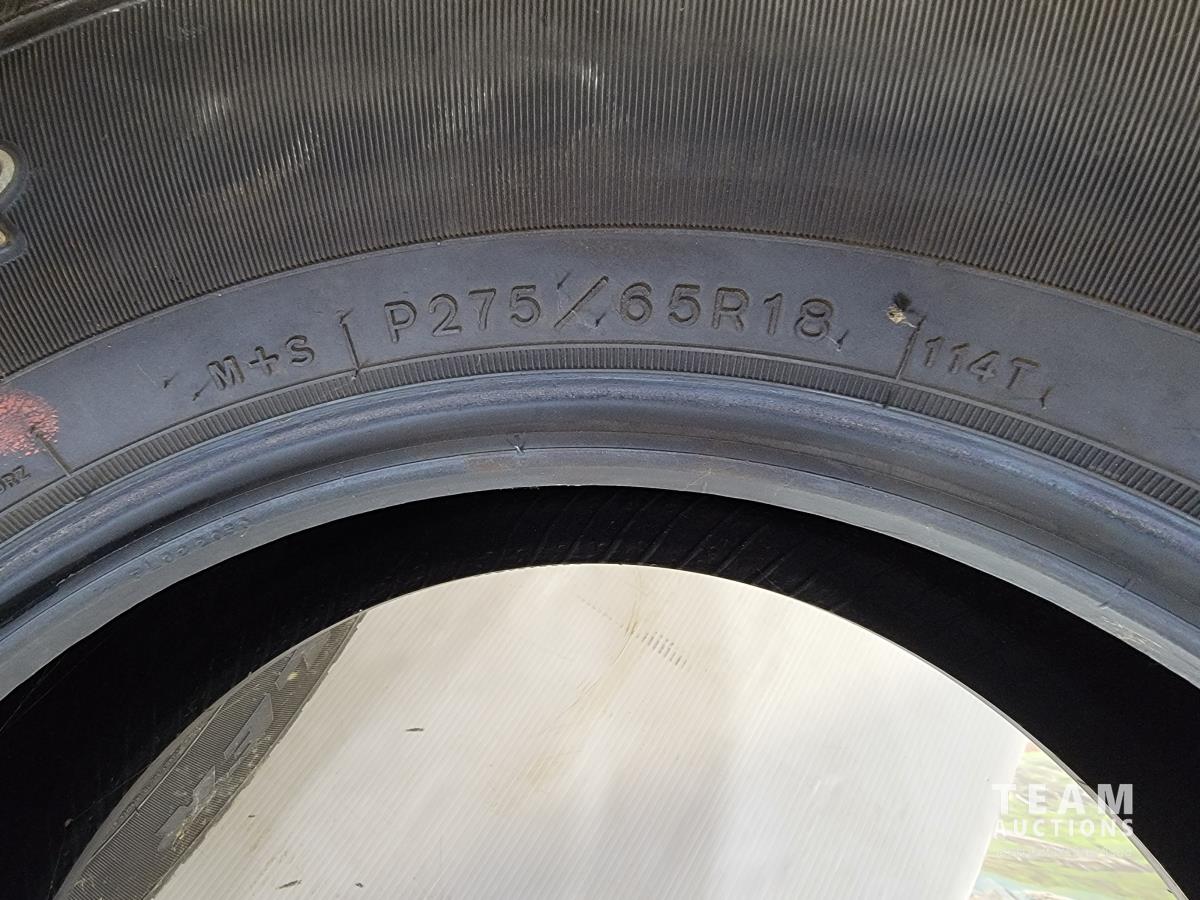 M+S P275/65R18 114T
TEAM
AUCTIONS